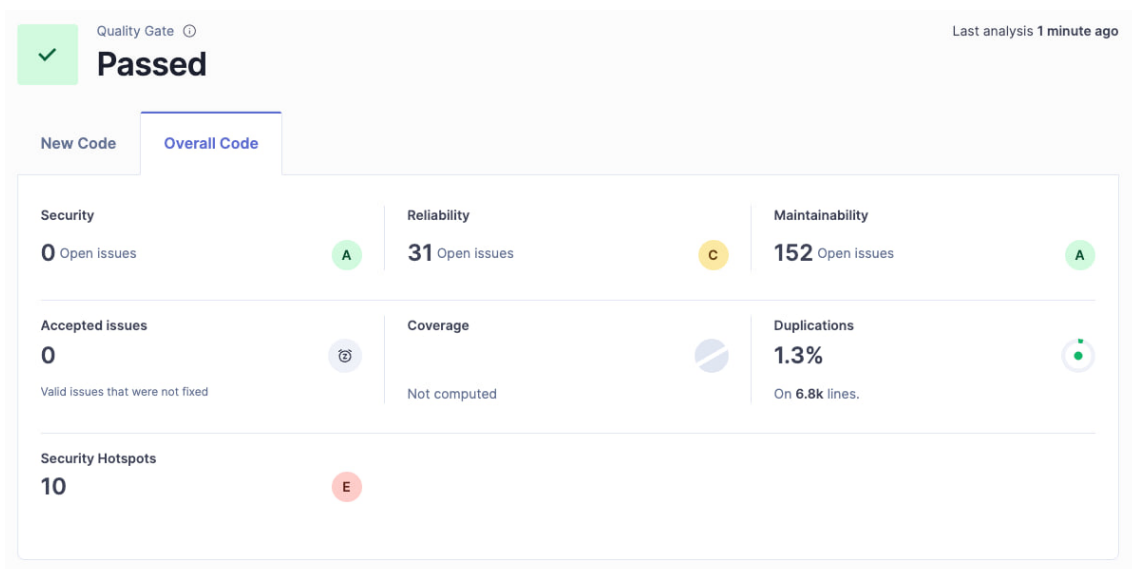 Quality Gate
Last analysis 1 minute ago
Passed
New Code
Overall Code
Security
0 Open issues
A
Reliability
31 Open issues
C
Maintainability
152 Open issues
A
Accepted issues
0
Valid issues that were not fixed
Coverage
Not computed
Duplications
1.3%
On 6.8k lines.
Security Hotspots
10
E